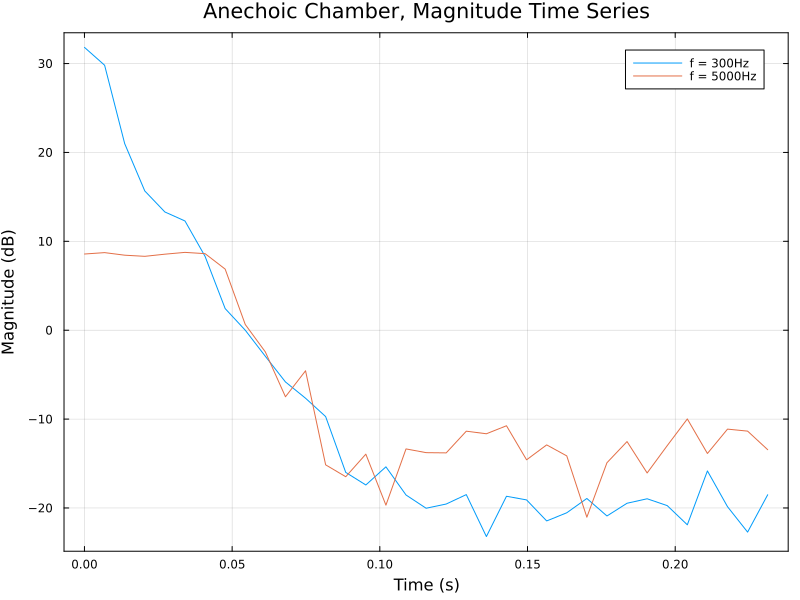 Anechoic Chamber, Magnitude Time Series
f = 300Hz
f = 5000Hz
Magnitude (dB)
30
20
10
0
−10
−20
0.00 0.05 0.10 0.15 0.20
Time (s)